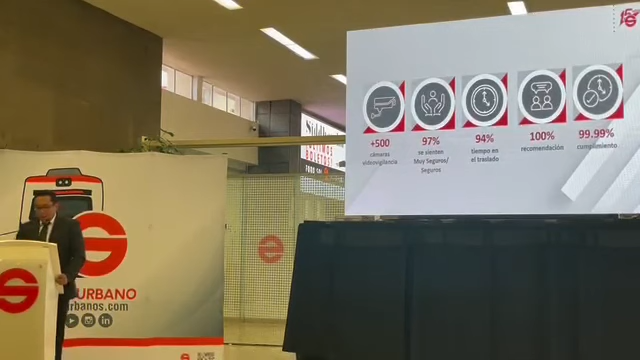 +500
cámaras
videovigilancia
97%
se sienten
Muy Seguros/
Seguros
94%
tiempo en el
traslado
100%
recomendación
99.99%
cumplimiento
URBANO
urbanos.com